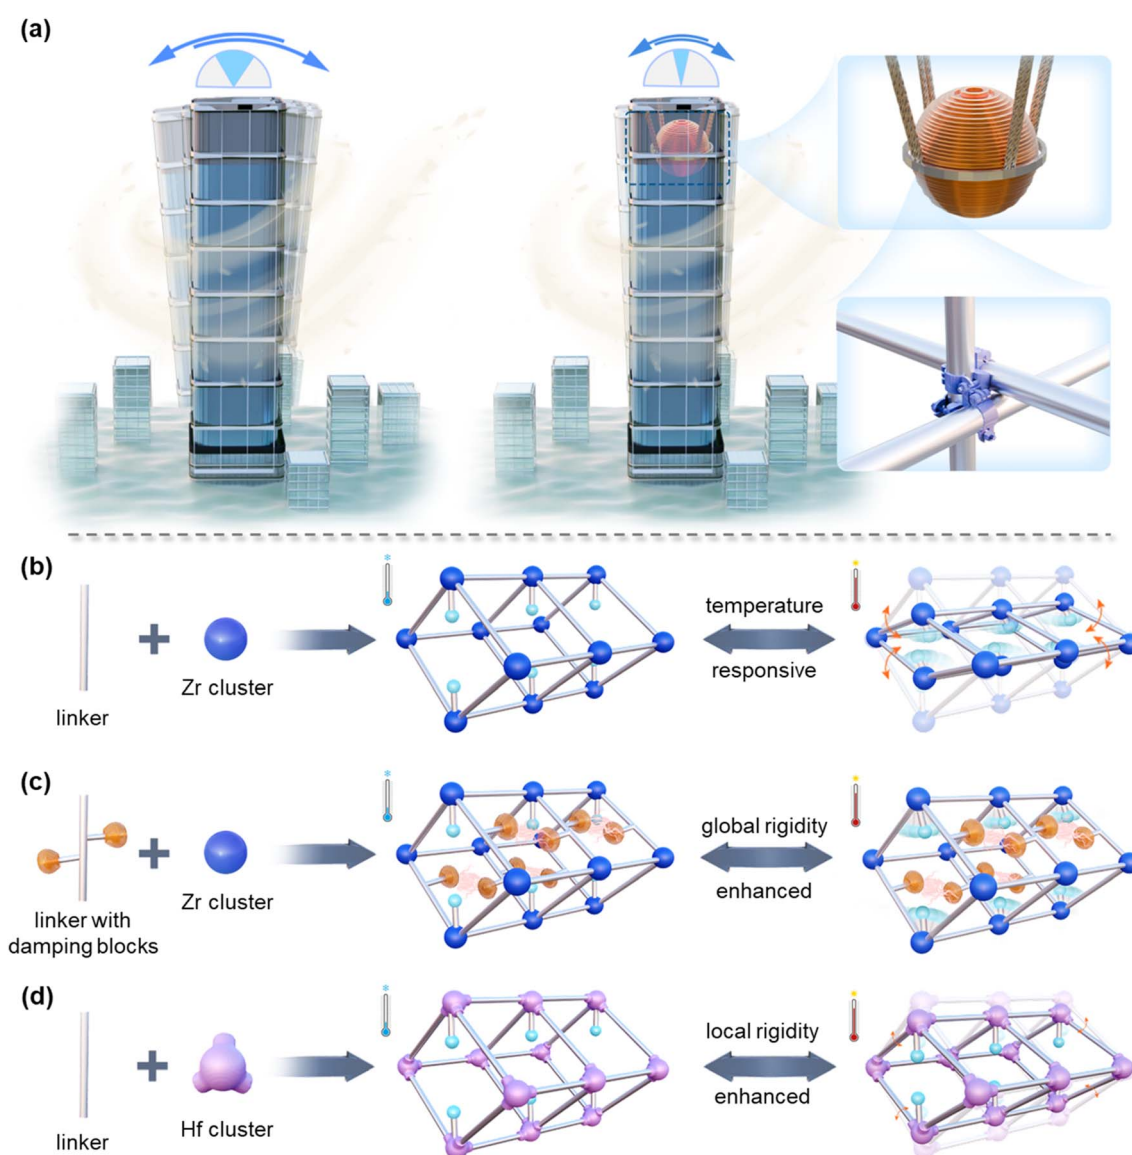 (a)
(b)
linker
Zr cluster
temperature
responsive
(c)
linker with
damping blocks
Zr cluster
global rigidity
enhanced
(d)
linker
Hf cluster
local rigidity
enhanced